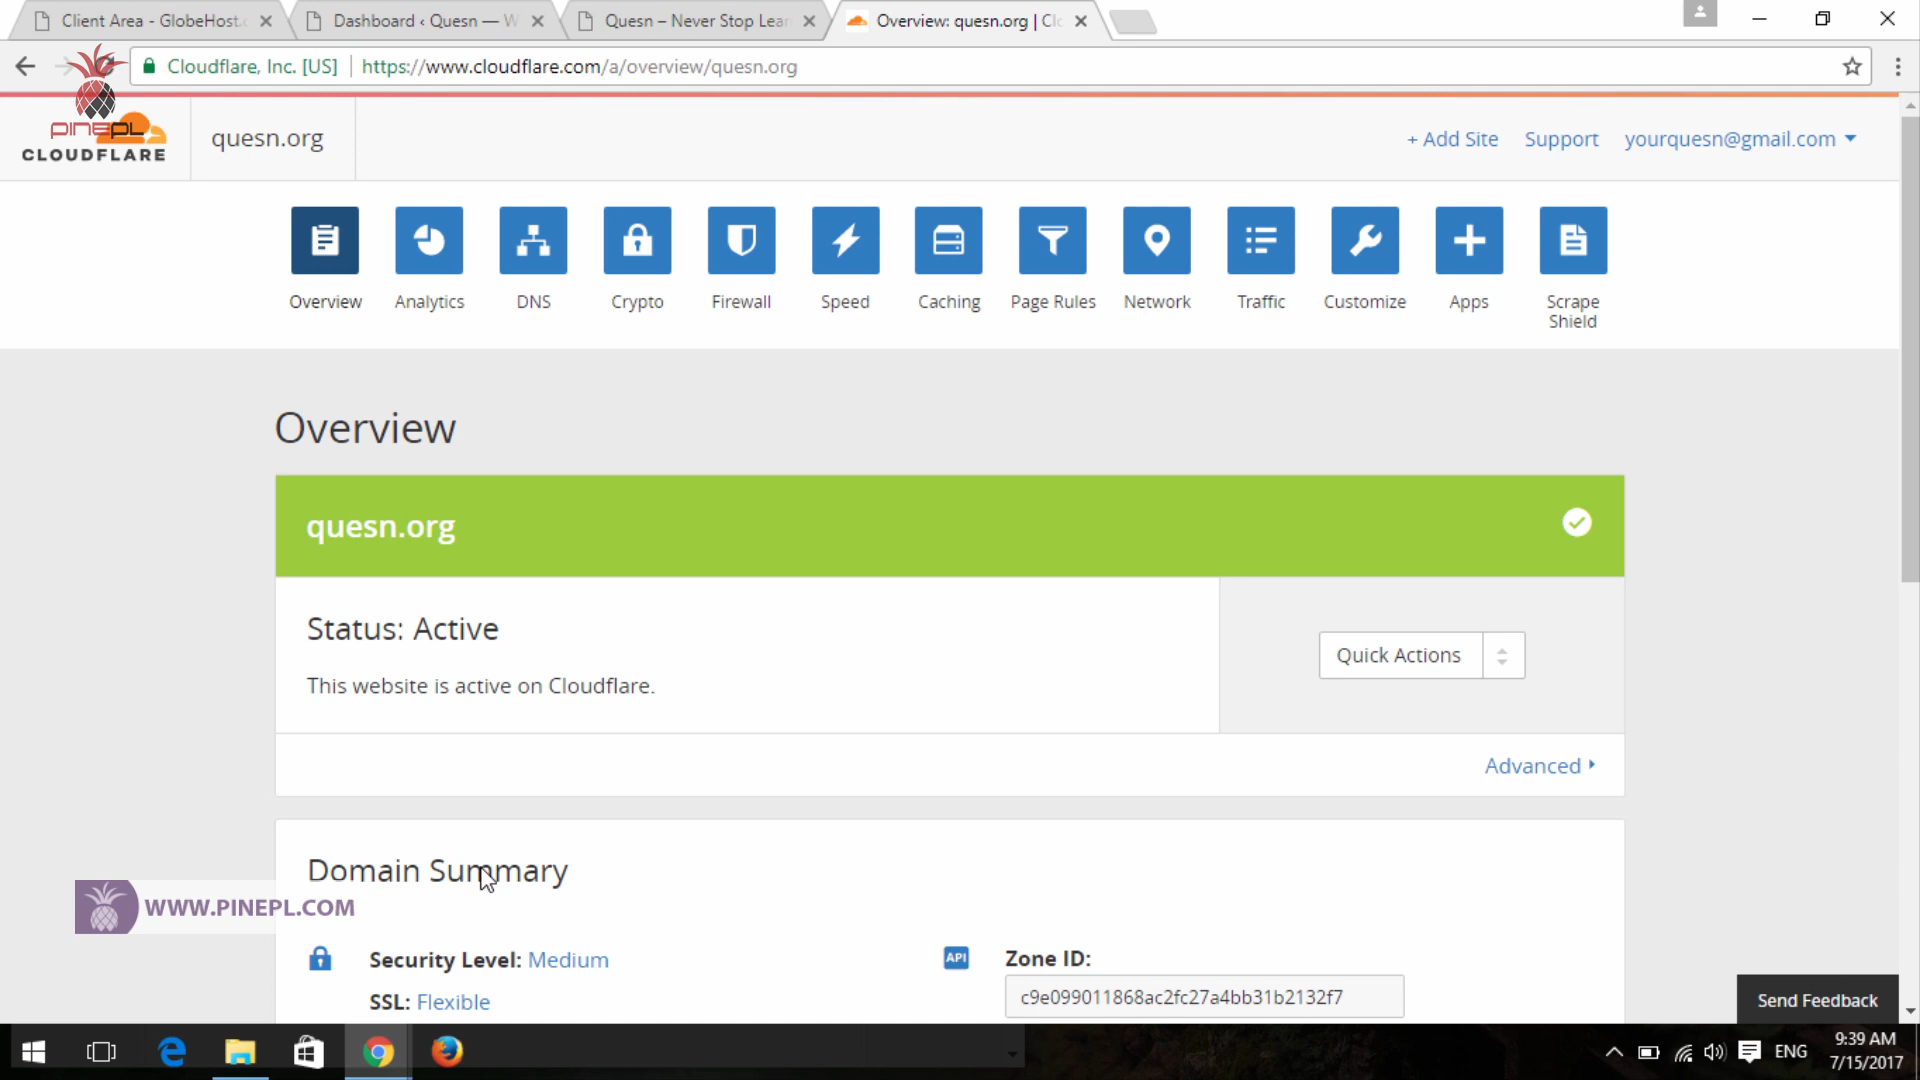 Client Area - GlobeHost.c
Dashboard ‹ Quesn — W
Quesn – Never Stop Lear
Overview: quesn.org | Clo
Cloudflare, Inc. [US]
https://www.cloudflare.com/a/overview/quesn.org
PINEPL
CLOUDFLARE
quesn.org
+ Add Site
Support
yourquesn@gmail.com
Overview
Analytics
DNS
Crypto
Firewall
Speed
Caching
Page Rules
Network
Traffic
Customize
Apps
Scrape
Shield
Overview
quesn.org
Status: Active
This website is active on Cloudflare.
Quick Actions
Advanced
Domain Summary
WWW.PINEPL.COM
Security Level: Medium
SSL: Flexible
API
Zone ID:
c9e099011868ac2fc27a4bb31b2132f7
Send Feedback
ENG
9:39 AM
7/15/2017